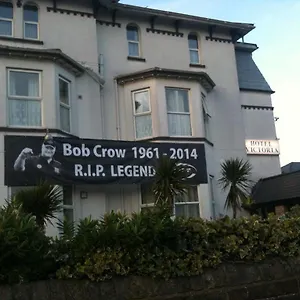 Bob Crow 1961 - 2014
R.I.P. LEGEND
HOTEL
VICTORIA